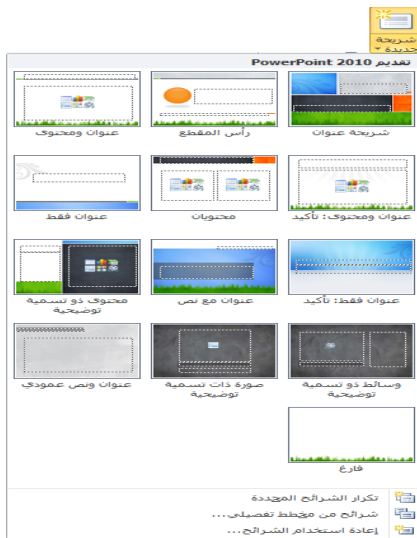 شريحة
جديدة
تقديم PowerPoint 2010
شريحة عنوان
رأس المقطع
عنوان ومحتوى
عنوان ومحتوى: تأكيد
محتويان
عنوان فقط
عنوان فقط: تأكيد
عنوان مع نص
محتوى ذو تسمية
توضيحية
وسائط ذو تسمية
توضيحية
صورة ذات تسمية
توضيحية
عنوان ونص عمودي
فارغ
تكرار الشرائح المحددة
شرائح من مخطط تفصيلي...
إعادة استخدام الشرائح...